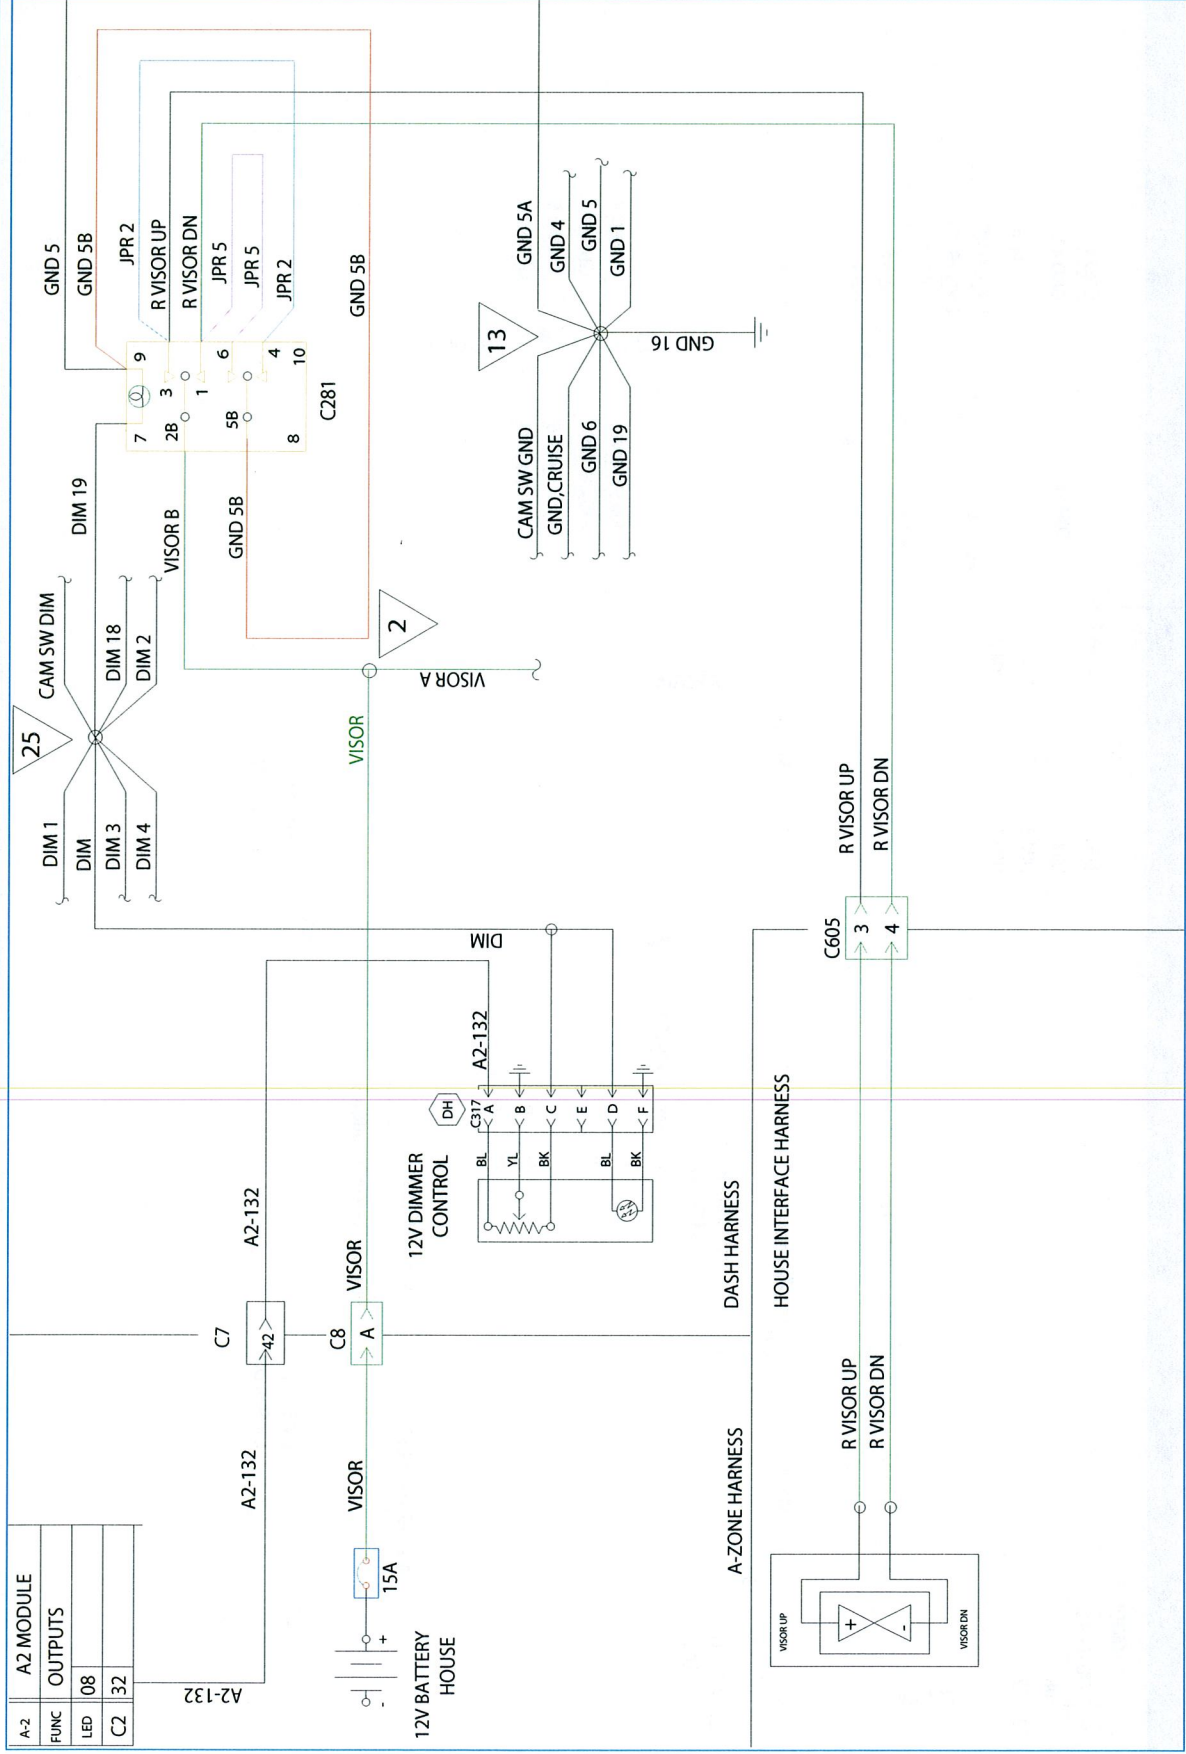 A-2 A2 MODULE
FUNC OUTPUTS
LED 08
C2 32
A2-132
A2-132
C7
42
A2-132
A2-132
DIM
12V BATTERY
HOUSE
+
-
15A
VISOR
C8
A
VISOR
VISOR
VISOR A
2
12V DIMMER
CONTROL
DH
C317
BL A
YL B
BK C
E
BL D
BK F
25
DIM 1
DIM
DIM 3
DIM 4
CAM SW DIM
DIM 18
DIM 2
DIM 19
VISOR B
GND 5B
7
9
2B
3
1
5B
6
4
8
10
C281
GND 5
GND 5B
JPR 2
R VISOR UP
R VISOR DN
JPR 5
JPR 5
JPR 2
GND 5B
13
CAM SW GND
GND,CRUISE
GND 6
GND 19
GND 5A
GND 4
GND 5
GND 1
GND 16
A-ZONE HARNESS
DASH HARNESS
HOUSE INTERFACE HARNESS
C605
3
4
R VISOR UP
R VISOR DN
R VISOR UP
R VISOR DN
VISOR UP
+
-
VISOR DN